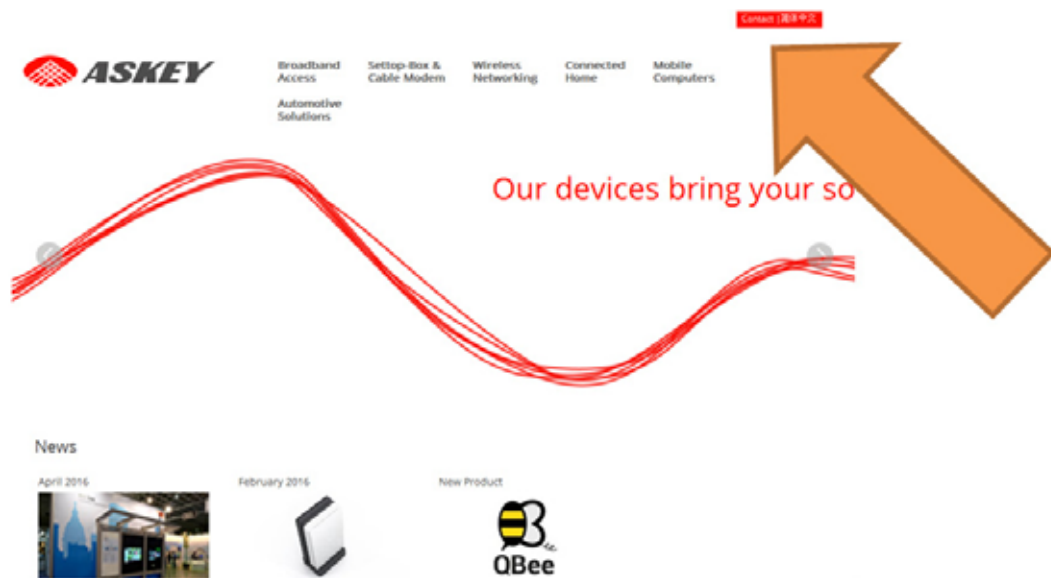 Contact |简体中文
ASKEY
Broadband Access
Settop-Box & Cable Modem
Wireless Networking
Connected Home
Mobile Computers
Automotive Solutions
Our devices bring your so
News
April 2016
February 2016
New Product
QBee